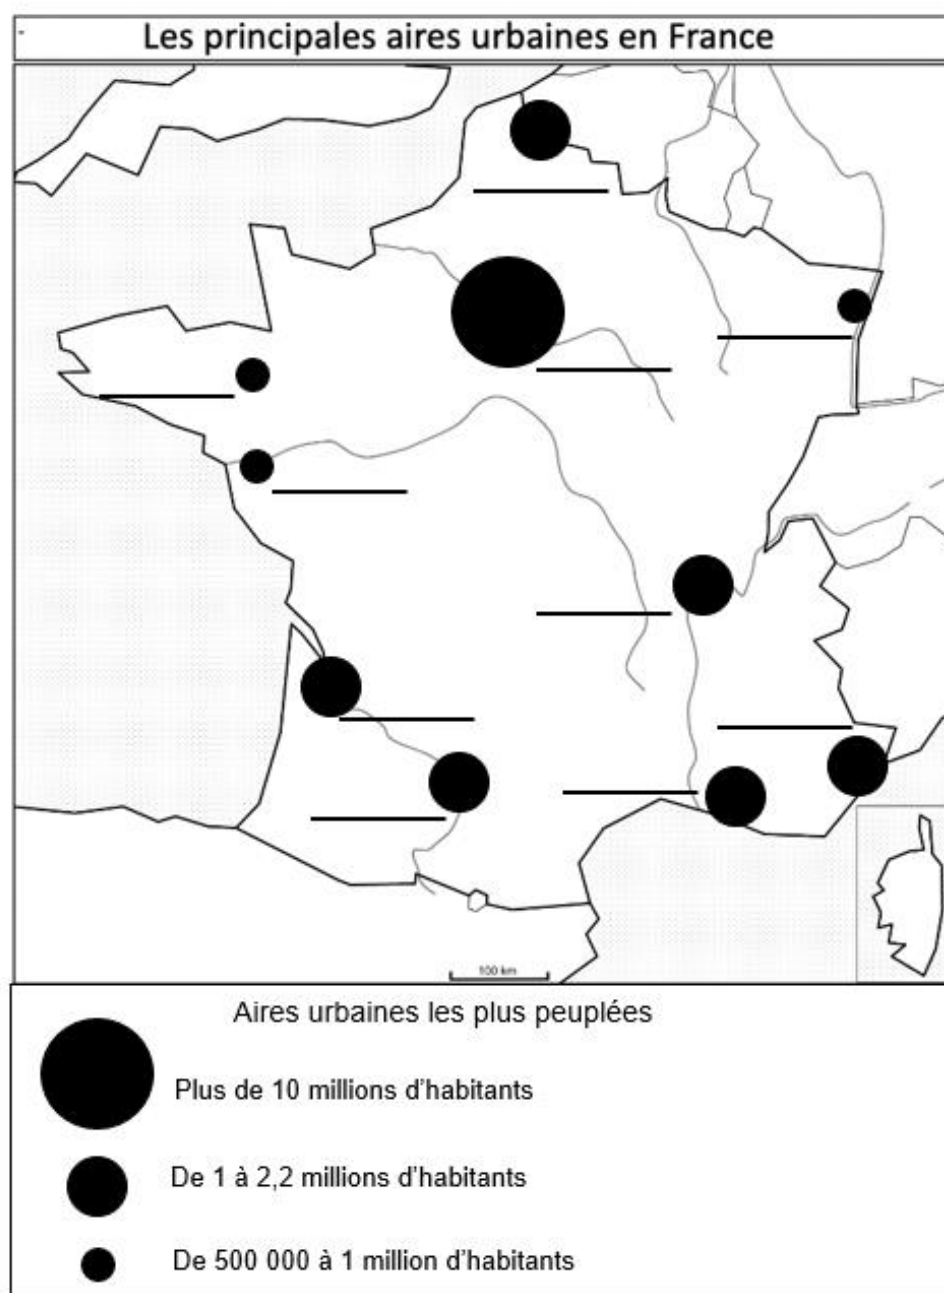 Les principales aires urbaines en France
100 km
Aires urbaines les plus peuplées
Plus de 10 millions d'habitants
De 1 à 2,2 millions d'habitants
De 500 000 à 1 million d'habitants